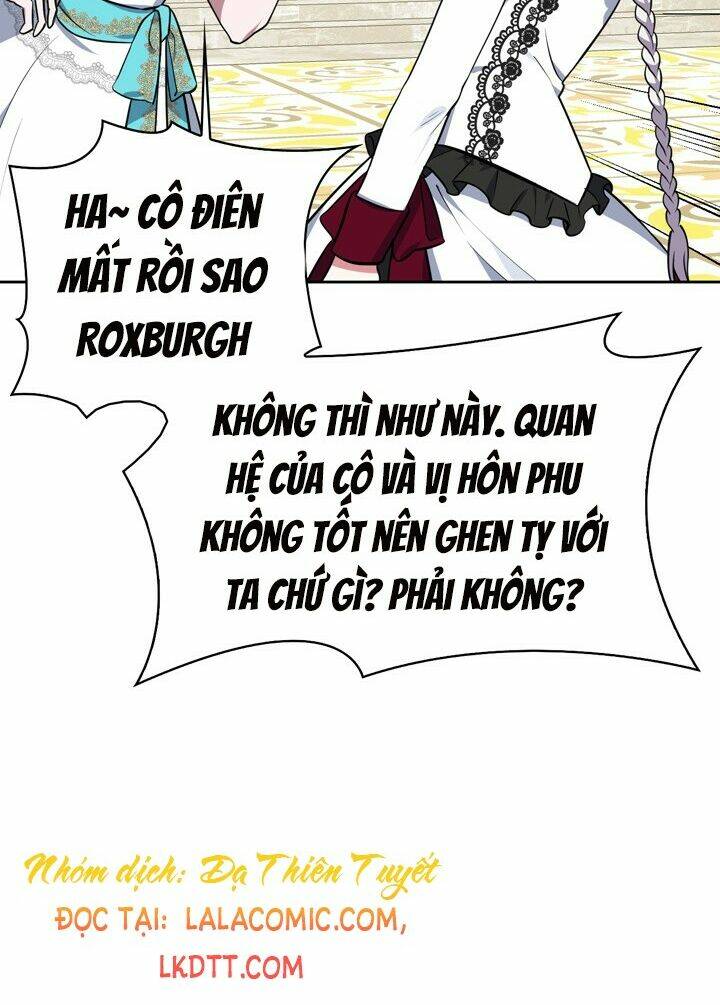 HA~ CÔ ĐIÊN
MẤT RỒI SAO
ROXBURGH
KHÔNG THÌ NHƯ NÀY. QUAN
HỆ CỦA CÔ VÀ VỊ HÔN PHU
KHÔNG TỐT NÊN GHEN TỴ VỚI
TA CHỨ GÌ? PHẢI KHÔNG?
Nhóm dịch: Dạ Thiên Tuyết
ĐỌC TẠI: LALACOMIC.COM,
LKDTT.COM